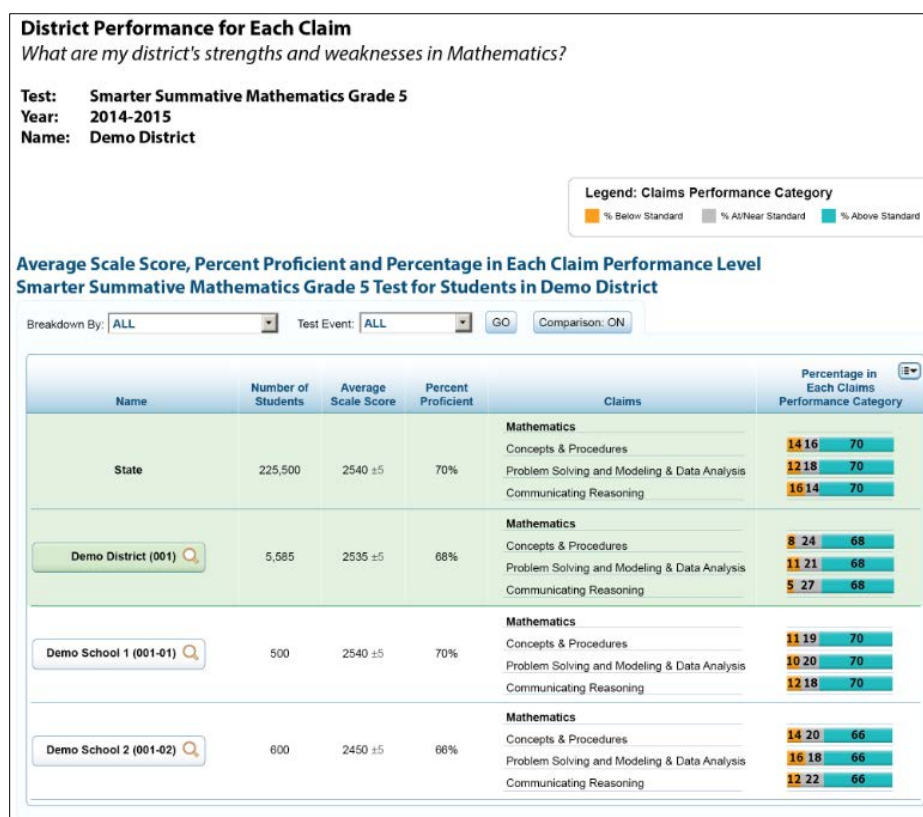 District Performance for Each Claim
What are my district's strengths and weaknesses in Mathematics?
Test: Smarter Summative Mathematics Grade 5
Year: 2014-2015
Name: Demo District
Legend: Claims Performance Category
% Below Standard % At/Near Standard % Above Standard
Average Scale Score, Percent Proficient and Percentage in Each Claim Performance Level
Smarter Summative Mathematics Grade 5 Test for Students in Demo District
Breakdown By: ALL Test Event: ALL GO Comparison: ON
Name Number of Students Average Scale Score Percent Proficient Claims Percentage in Each Claims Performance Category
State 225,500 2540 ±5 70%
Mathematics
Concepts & Procedures 14 16 70
Problem Solving and Modeling & Data Analysis 12 18 70
Communicating Reasoning 16 14 70
Demo District (001) 5,585 2535 ±5 68%
Mathematics
Concepts & Procedures 8 24 68
Problem Solving and Modeling & Data Analysis 11 21 68
Communicating Reasoning 5 27 68
Demo School 1 (001-01) 500 2540 ±5 70%
Mathematics
Concepts & Procedures 11 19 70
Problem Solving and Modeling & Data Analysis 10 20 70
Communicating Reasoning 12 18 70
Demo School 2 (001-02) 600 2450 ±5 66%
Mathematics
Concepts & Procedures 14 20 66
Problem Solving and Modeling & Data Analysis 16 18 66
Communicating Reasoning 12 22 66